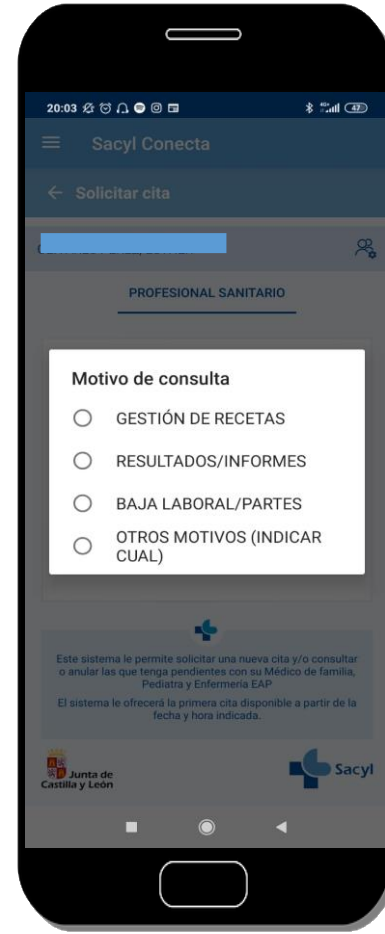 20:03
47
Sacyl Conecta
Solicitar cita
PROFESIONAL SANITARIO
Motivo de consulta
GESTIÓN DE RECETAS
RESULTADOS/INFORMES
BAJA LABORAL/PARTES
OTROS MOTIVOS (INDICAR
CUAL)
Este sistema le permite solicitar una nueva cita y/o consultar
o anular las que tenga pendientes con su Médico de familia,
Pediatra y Enfermería EAP
El sistema le ofrecerá la primera cita disponible a partir de la
fecha y hora indicada.
Junta de
Castilla y León
Sacyl